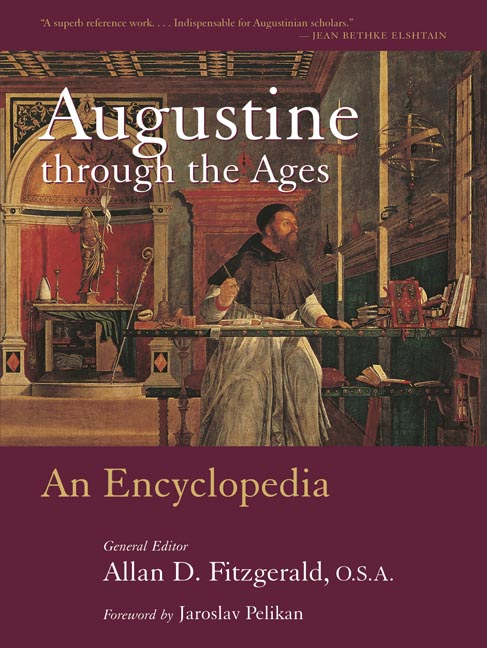 "A superb reference work. . . . Indispensable for Augustinian scholars."
— JEAN BETHKE ELSHTAIN
Augustine
through the Ages
An Encyclopedia
General Editor
Allan D. Fitzgerald, O.S.A.
Foreword by Jaroslav Pelikan